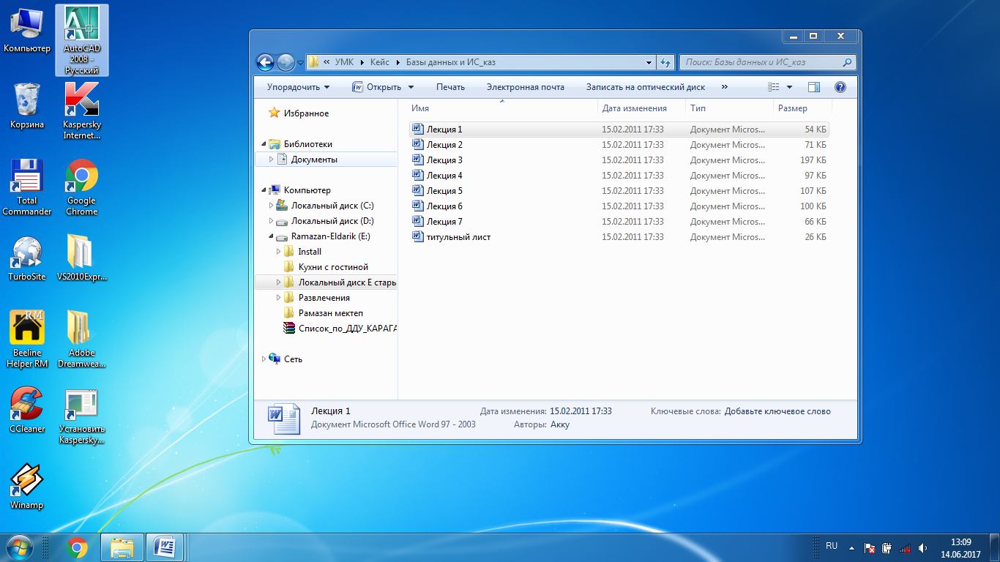 Компьютер
AutoCAD
2008 -
Русский
Корзина
Kaspersky
Internet...
Total
Commander
Google
Chrome
TurboSite
VS2010Expr...
RM
Beeline
Helper RM
Adobe
Dreamwea...
CCleaner
Установить
Kaspersky...
Winamp
« УМК Кейс Базы данных и ИС_каз
Поиск: Базы данных и ИС_каз
Упорядочить Открыть Печать Электронная почта Записать на оптический диск »
Избранное
Библиотеки
Документы
Компьютер
Локальный диск (C:)
Локальный диск (D:)
Ramazan-Eldarik (E:)
Install
Кухни с гостиной
Локальный диск Е стары
Развлечения
Рамазан мектеп
Список_по_ДДУ_КАРАГА
Сеть
Имя Дата изменения Тип Размер
Лекция 1 15.02.2011 17:33 Документ Micros... 54 КБ
Лекция 2 15.02.2011 17:33 Документ Micros... 71 КБ
Лекция 3 15.02.2011 17:33 Документ Micros... 197 КБ
Лекция 4 15.02.2011 17:33 Документ Micros... 97 КБ
Лекция 5 15.02.2011 17:33 Документ Micros... 107 КБ
Лекция 6 15.02.2011 17:33 Документ Micros... 100 КБ
Лекция 7 15.02.2011 17:33 Документ Micros... 66 КБ
титульный лист 15.02.2011 17:33 Документ Micros... 26 КБ
Лекция 1 Дата изменения: 15.02.2011 17:33 Ключевые слова: Добавьте ключевое слово
Документ Microsoft Office Word 97 - 2003 Авторы: Акку
RU
13:09
14.06.2017